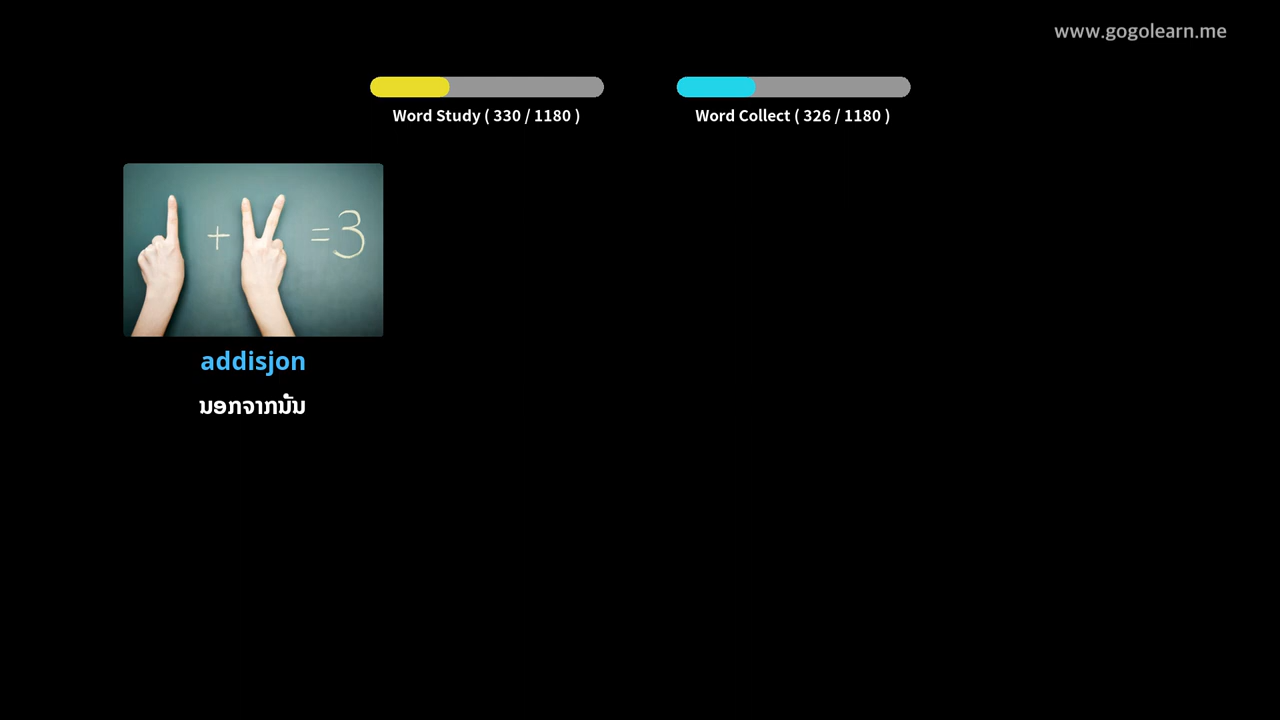 www.gogolearn.me
Word Study ( 330 / 1180 )
Word Collect ( 326 / 1180 )
+ =3
addisjon
ນອກຈາກນັ້ນ